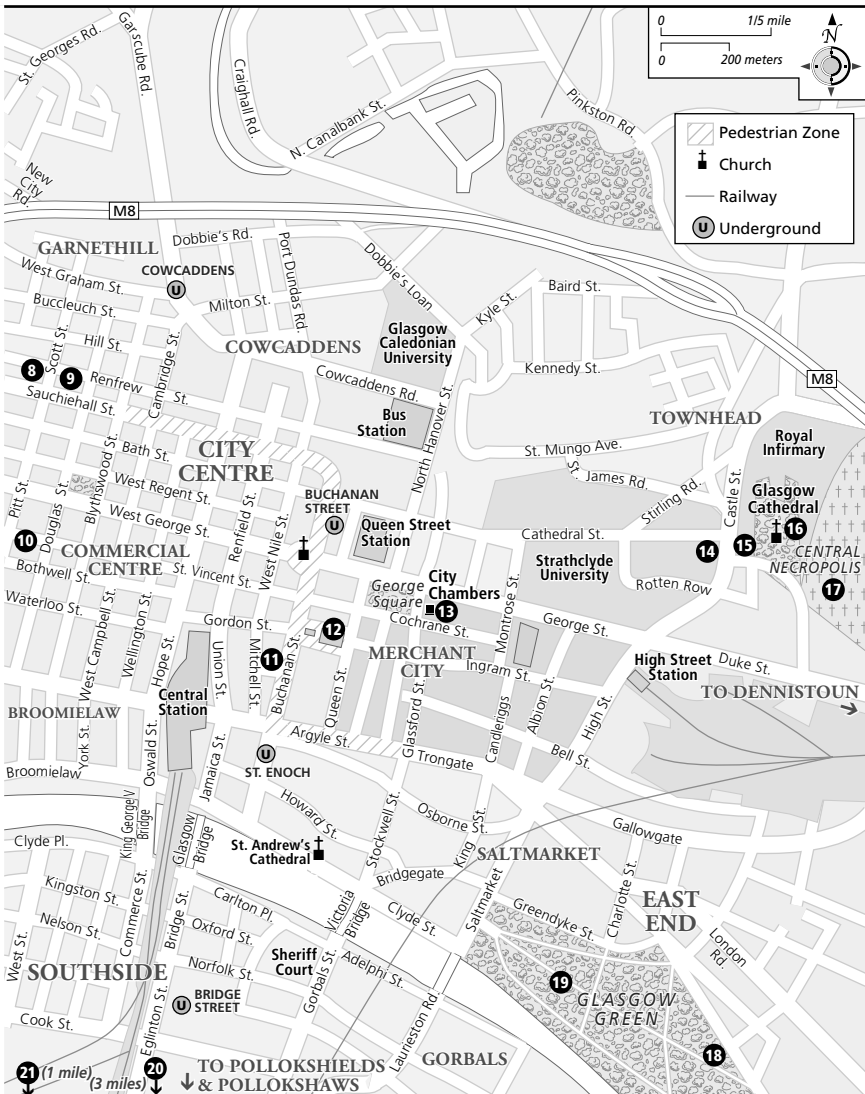 0 1/5 mile
0 200 meters
N
Pedestrian Zone
Church
Railway
U Underground
St. Georges Rd.
Garscube Rd.
Craighall Rd.
N. Canalbank St.
Pinkston Rd.
New
City
Rd.
M8
GARNETHILL
Dobbie's Rd.
Port Dundas Rd.
Dobbie's Loan
COWCADDENS
U
West Graham St.
Buccleuch St.
Milton St.
Hill St.
Scott St.
Cambridge St.
Kyle St.
Baird St.
Glasgow
Caledonian
University
COWCADDENS
Kennedy St.
M8
8
9
Renfrew St.
Sauchiehall St.
Cowcaddens Rd.
Bus
Station
North Hanover St.
TOWNHEAD
St. Mungo Ave.
St. James Rd.
Stirling Rd.
Castle St.
Royal
Infirmary
Bath St.
CITY
CENTRE
Blythswood St.
West Regent St.
West George St.
Pitt St.
Douglas St.
Renfield St.
West Nile St.
BUCHANAN
STREET
U
Queen Street
Station
Cathedral St.
Glasgow
Cathedral
16
10
COMMERCIAL
CENTRE
St. Vincent St.
Strathclyde
University
14
15
CENTRAL
NECROPOLIS
17
Rotten Row
Bothwell St.
Waterloo St.
George
Square
City
Chambers
13
Montrose St.
George St.
Gordon St.
12
Cochrane St.
MERCHANT
CITY
Ingram St.
Duke St.
High Street
Station
TO DENNISTOUN
West Campbell St.
Wellington St.
Hope St.
Union St.
Mitchell St.
11
Buchanan St.
Queen St.
Glassford St.
Candleriggs
Albion St.
High St.
Central
Station
BROOMIELAW
York St.
Oswald St.
Argyle St.
Trongate
Bell St.
Broomielaw
Jamaica St.
U
ST. ENOCH
Howard St.
Stockwell St.
Osborne St.
King St.
Gallowgate
King George V
Bridge
Glasgow
Bridge
Clyde Pl.
St. Andrew's
Cathedral
Bridgegate
SALTMARKET
Saltmarket
Charlotte St.
EAST
END
Kingston St.
Commerce St.
Bridge St.
Carlton Pl.
Victoria
Bridge
Clyde St.
Greendyke St.
London
Rd.
Nelson St.
Oxford St.
West St.
SOUTHSIDE
Norfolk St.
Sheriff
Court
Gorbals St.
Adelphi St.
19
GLASGOW
GREEN
U
BRIDGE
STREET
Cook St.
Eglinton St.
Laurieston Rd.
GORBALS
18
21 (1 mile)
(3 miles) 20
TO POLLOKSHIELDS
& POLLOKSHAWS